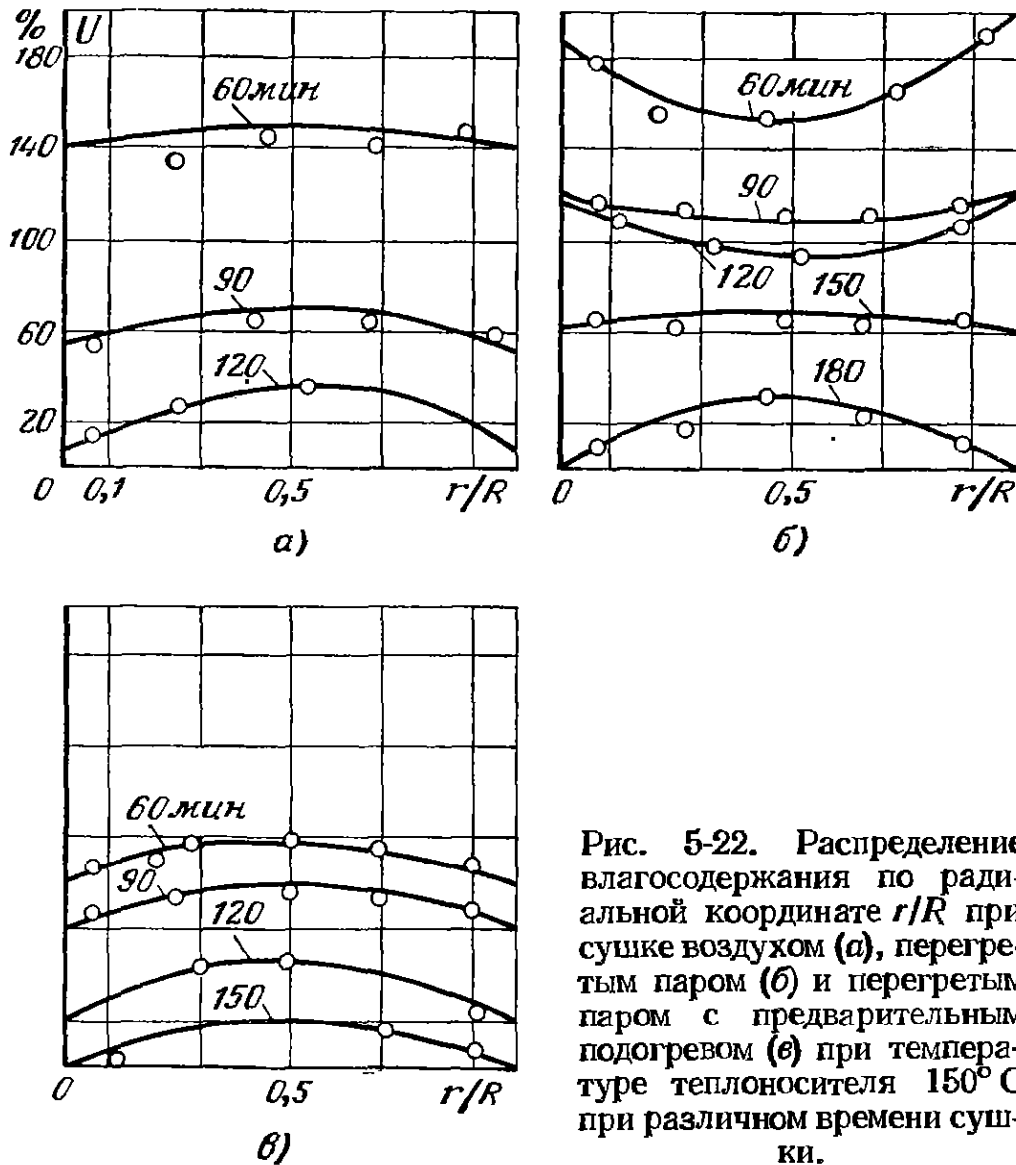 % U
180
140
100
60
20
60мин
90
120
0 0,1 0,5 r/R
а)
60мин
90
120
150
180
0 0,5 r/R
б)
60мин
90
120
150
0 0,5 r/R
в)
Рис. 5-22. Распределение
влагосодержания по ради-
альной координате r/R при
сушке воздухом (а), перегре-
тым паром (б) и перегретым
паром с предварительным
подогревом (в) при темпера-
туре теплоносителя 150° С
при различном времени суш-
ки.